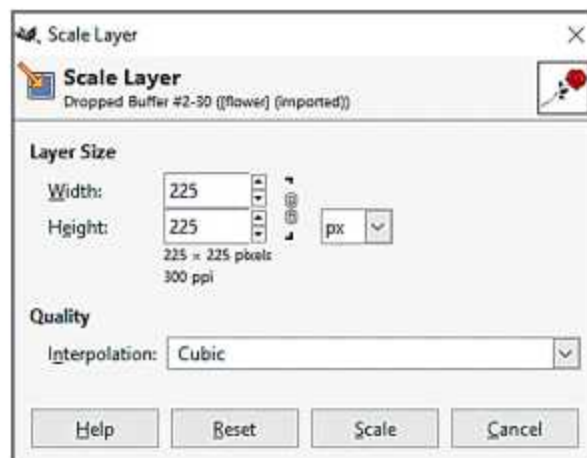 Scale Layer
Scale Layer
Dropped Buffer #2-30 ([flower] (imported))
Layer Size
Width: 225
Height: 225 px
225 × 225 pixels
300 ppi
Quality
Interpolation: Cubic
Help Reset Scale Cancel